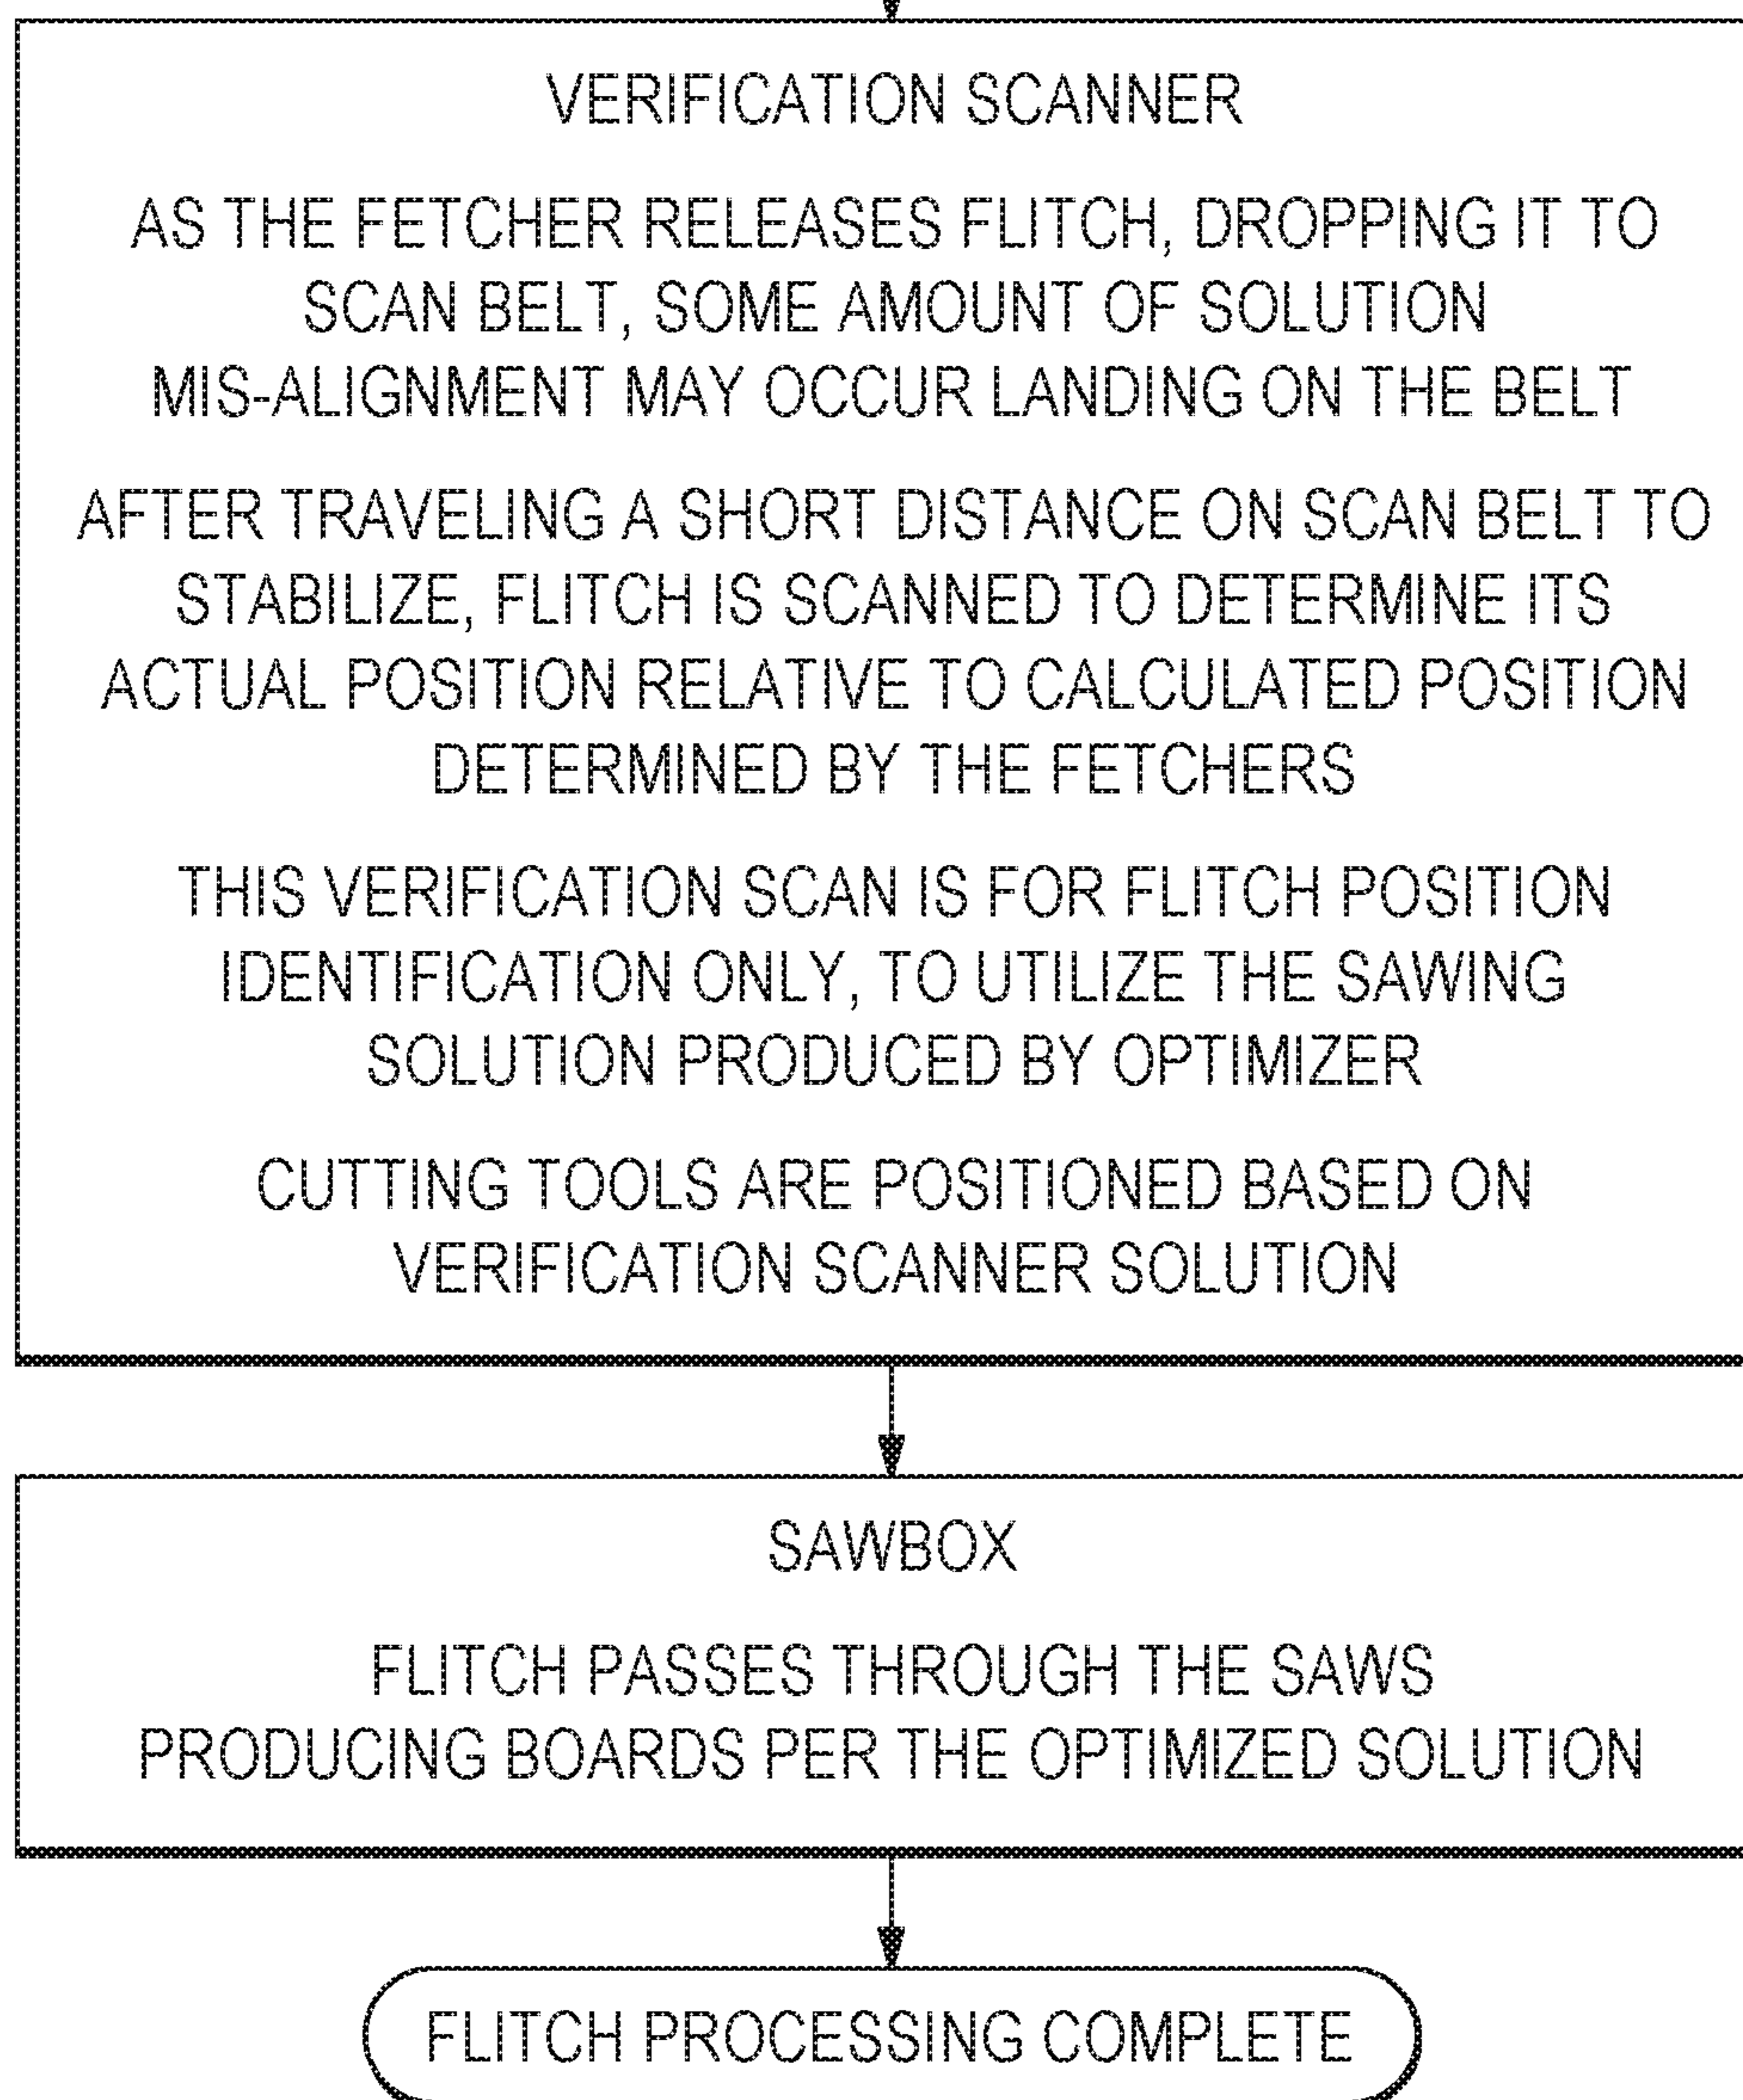 VERIFICATION SCANNER
AS THE FETCHER RELEASES FLITCH, DROPPING IT TO
SCAN BELT, SOME AMOUNT OF SOLUTION
MIS-ALIGNMENT MAY OCCUR LANDING ON THE BELT
AFTER TRAVELING A SHORT DISTANCE ON SCAN BELT TO
STABILIZE, FLITCH IS SCANNED TO DETERMINE ITS
ACTUAL POSITION RELATIVE TO CALCULATED POSITION
DETERMINED BY THE FETCHERS
THIS VERIFICATION SCAN IS FOR FLITCH POSITION
IDENTIFICATION ONLY, TO UTILIZE THE SAWING
SOLUTION PRODUCED BY OPTIMIZER
CUTTING TOOLS ARE POSITIONED BASED ON
VERIFICATION SCANNER SOLUTION
SAWBOX
FLITCH PASSES THROUGH THE SAWS
PRODUCING BOARDS PER THE OPTIMIZED SOLUTION
FLITCH PROCESSING COMPLETE